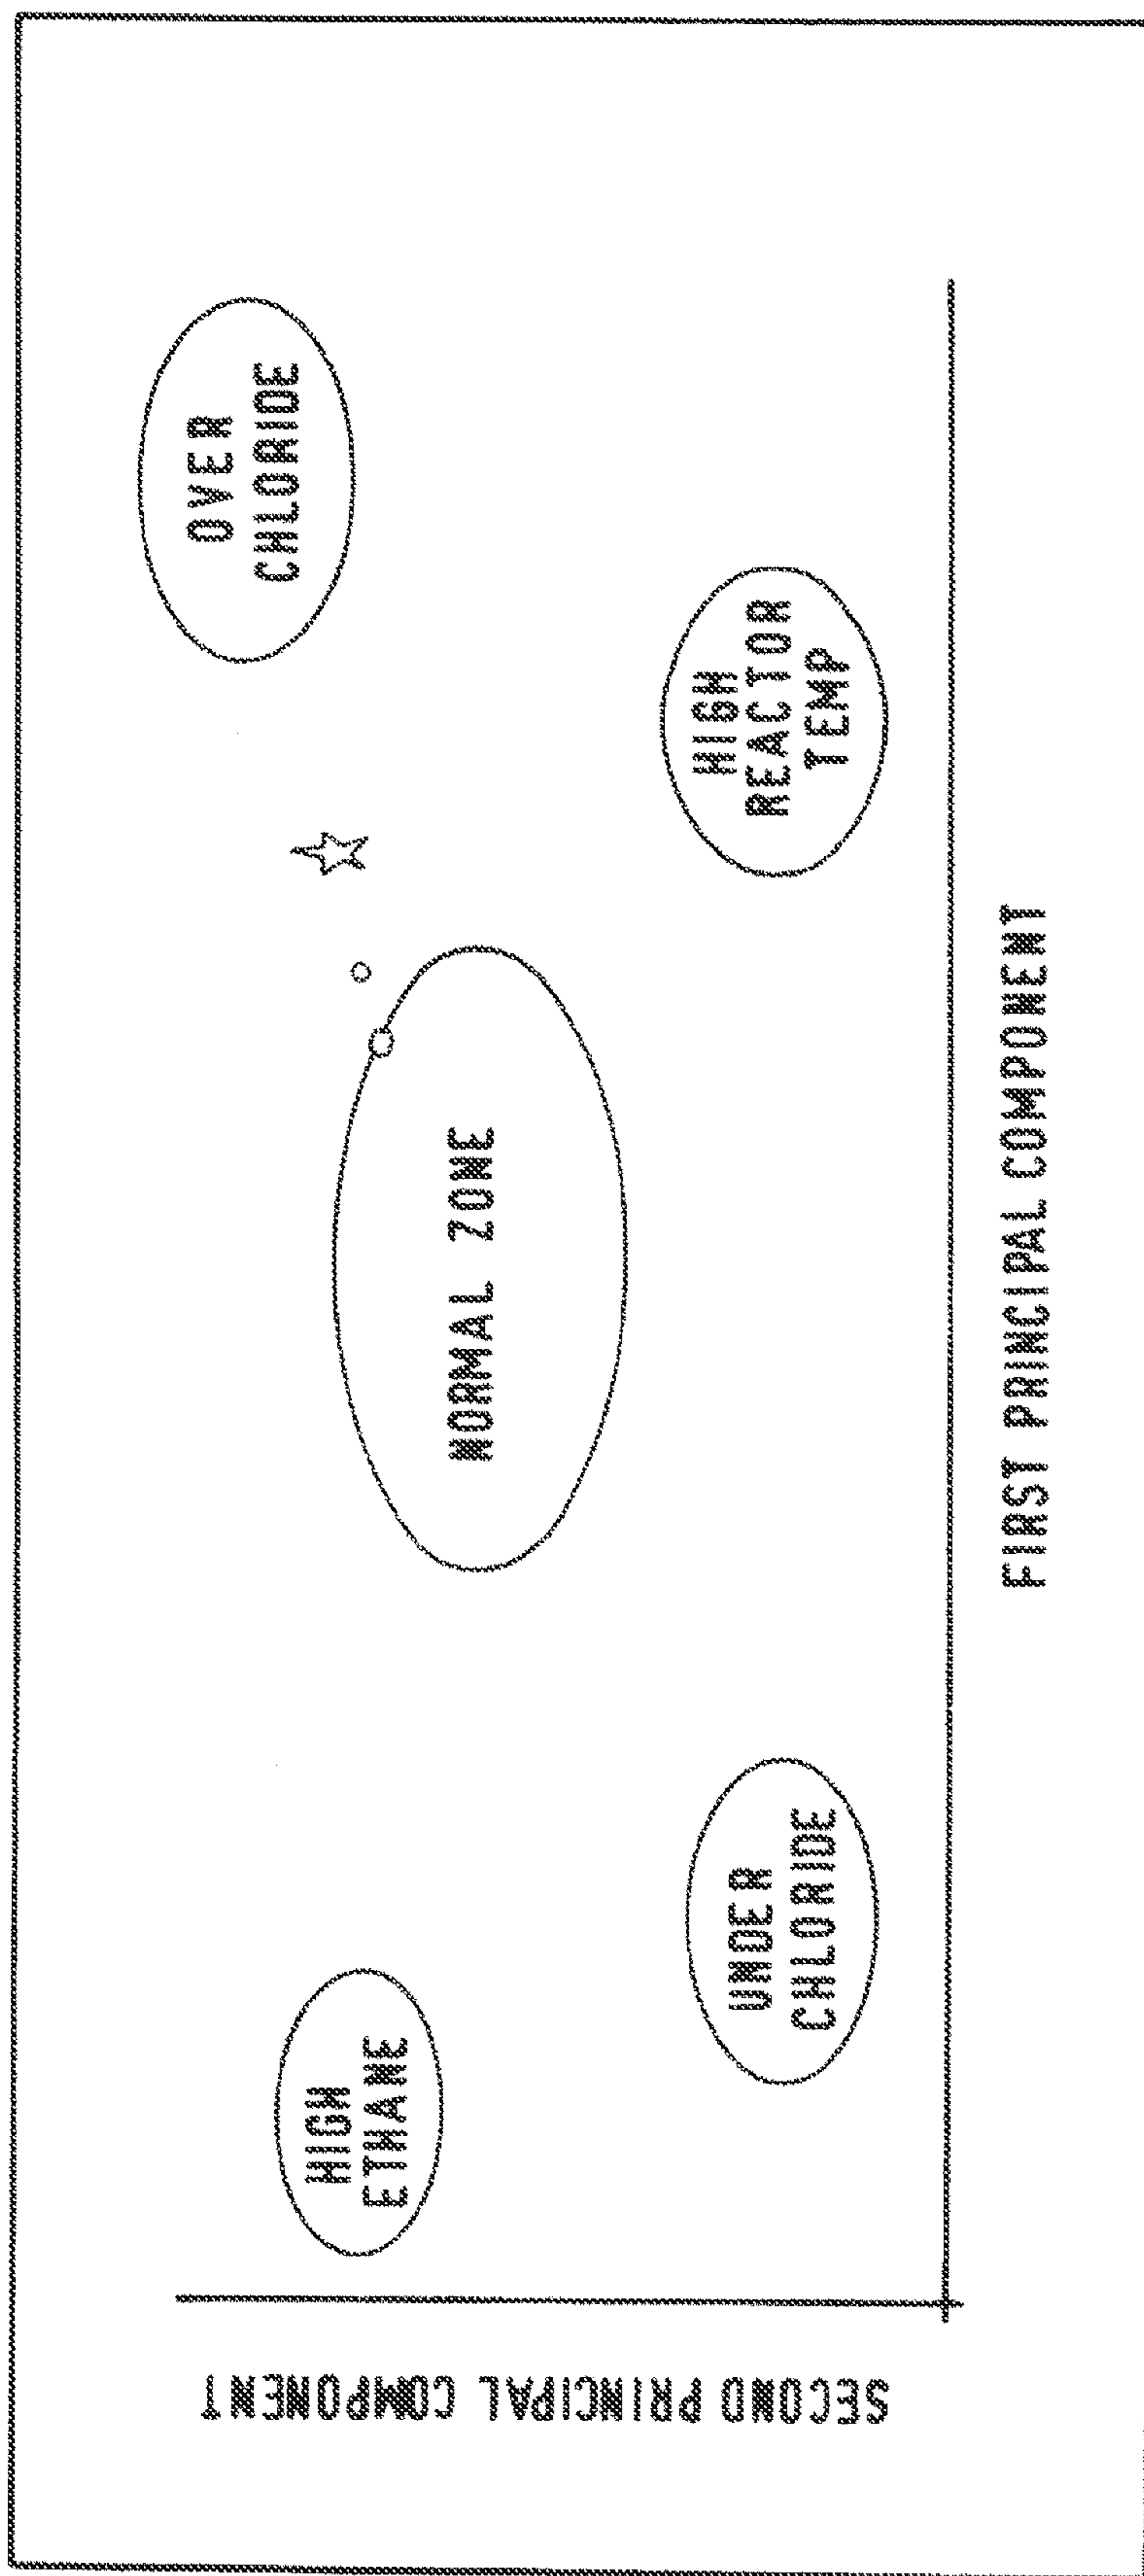 OVER
CHLORIDE
HIGH
ETHANE
NORMAL ZONE
HIGH
REACTOR
TEMP
UNDER
CHLORIDE
SECOND PRINCIPAL COMPONENT
FIRST PRINCIPAL COMPONENT